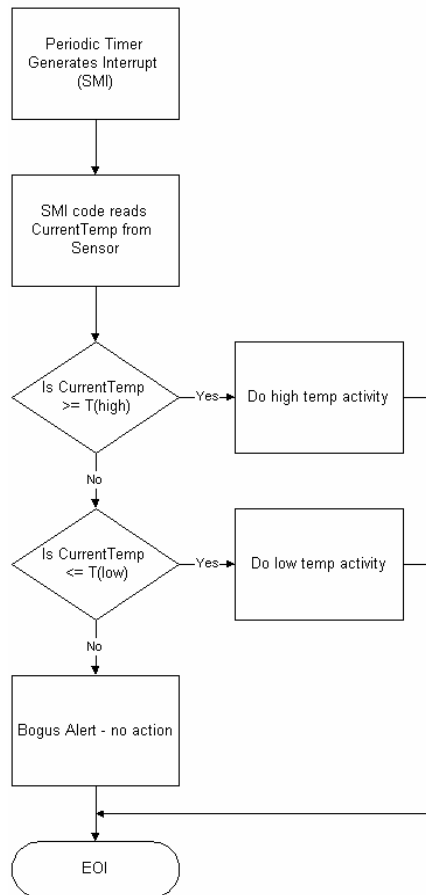 Periodic Timer
Generates Interrupt
(SMI)
SMI code reads
CurrentTemp from
Sensor
Is CurrentTemp
>= T(high)
Yes
Do high temp activity
No
Is CurrentTemp
<= T(low)
Yes
Do low temp activity
No
Bogus Alert - no action
EOI